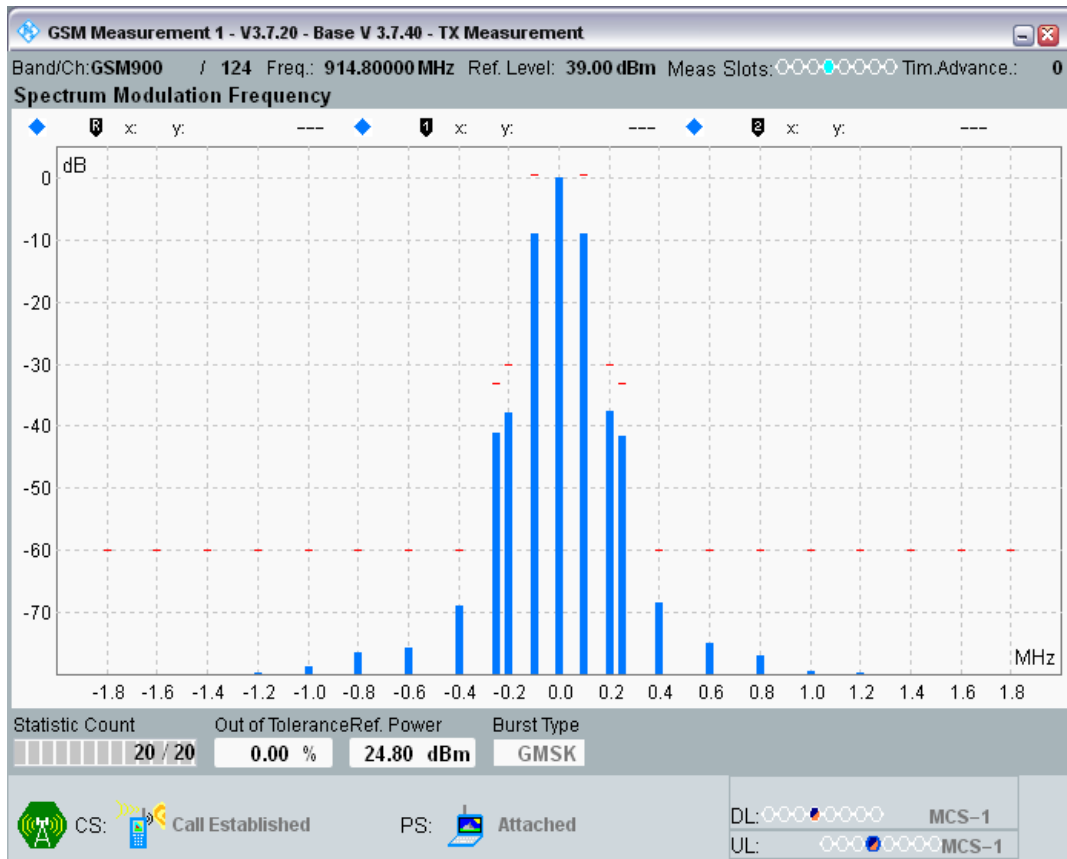 GSM Measurement 1 - V3.7.20 - Base V 3.7.40 - TX Measurement
Band/Ch:GSM900 / 124 Freq.: 914.80000 MHz Ref. Level: 39.00 dBm Meas Slots: Tim.Advance.: 0
Spectrum Modulation Frequency
R x: y: --- 1 x: y: --- 2 x: y: ---
dB
0
-10
-20
-30
-40
-50
-60
-70
MHz
-1.8 -1.6 -1.4 -1.2 -1.0 -0.8 -0.6 -0.4 -0.2 0.0 0.2 0.4 0.6 0.8 1.0 1.2 1.4 1.6 1.8
Statistic Count Out of Tolerance Ref. Power Burst Type
20 / 20 0.00 % 24.80 dBm GMSK
CS: Call Established PS: Attached DL: MCS-1
UL: MCS-1